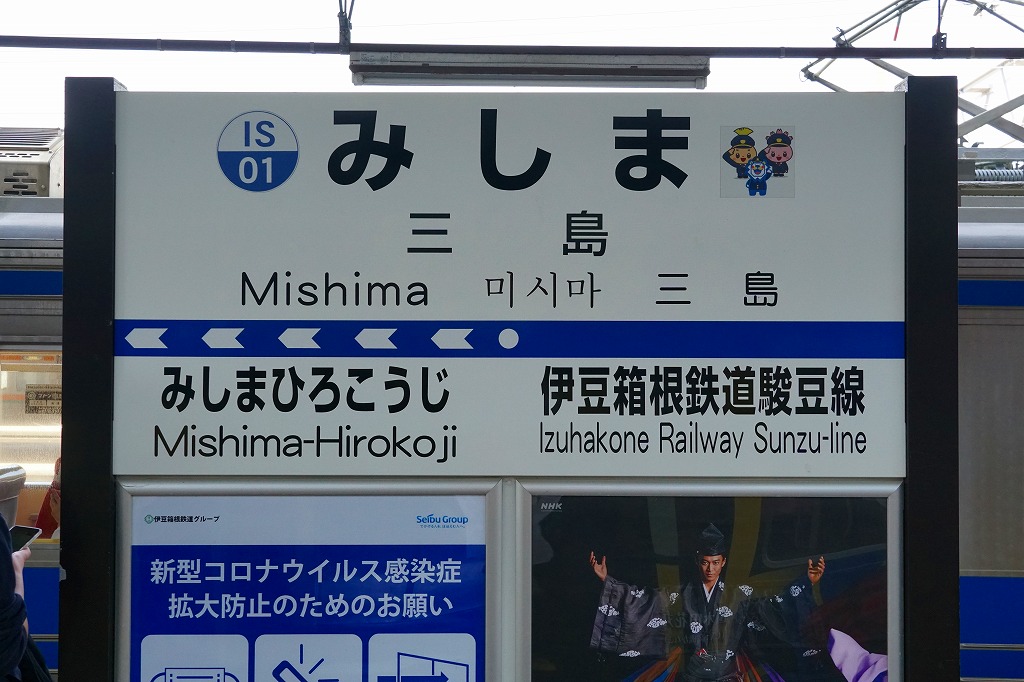 IS
01
みしま
三島
Mishima 미시마 三島
みしまひろこうじ
Mishima-Hirokoji
伊豆箱根鉄道駿豆線
Izuhakone Railway Sunzu-line
伊豆箱根鉄道グループ
Seibu Group
新型コロナウイルス感染症
拡大防止のためのお願い
NHK